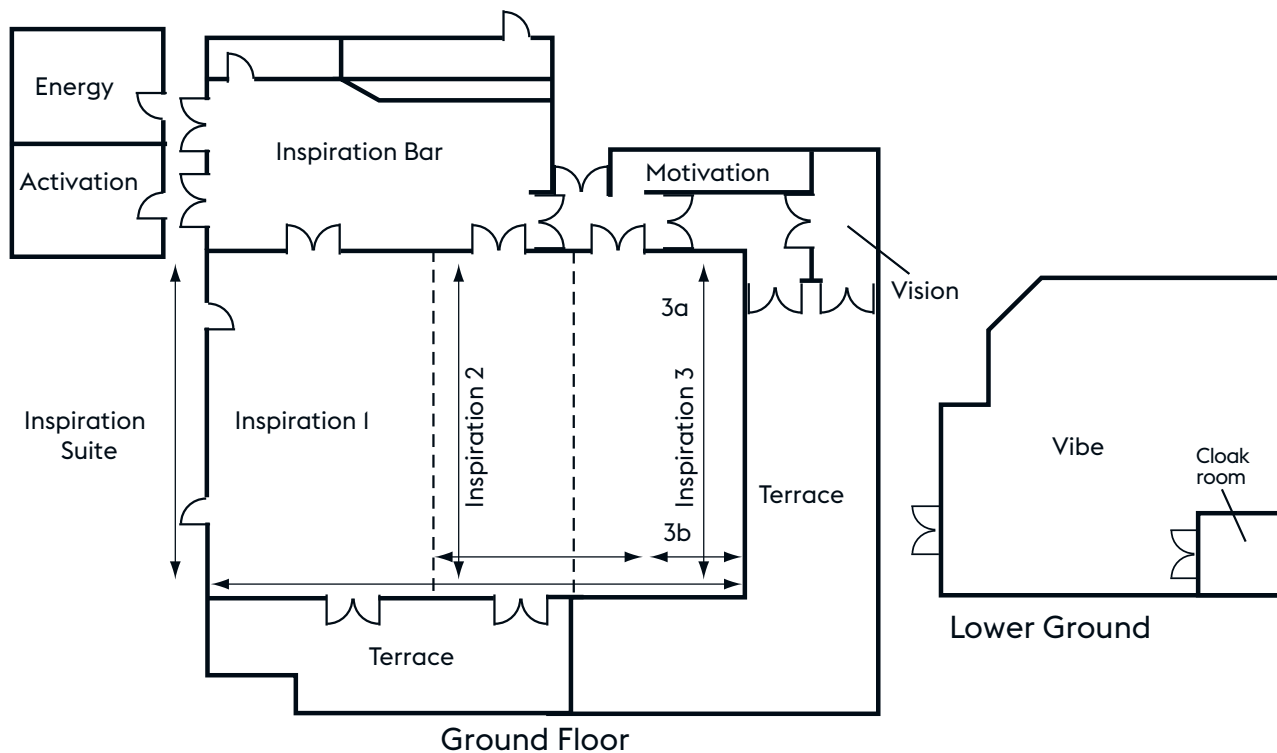 Energy
Activation
Inspiration Bar
Motivation
Vision
3a
Inspiration 2
Inspiration 3
Inspiration
Suite
Inspiration 1
Terrace
3b
Terrace
Ground Floor
Vibe
Cloak
room
Lower Ground